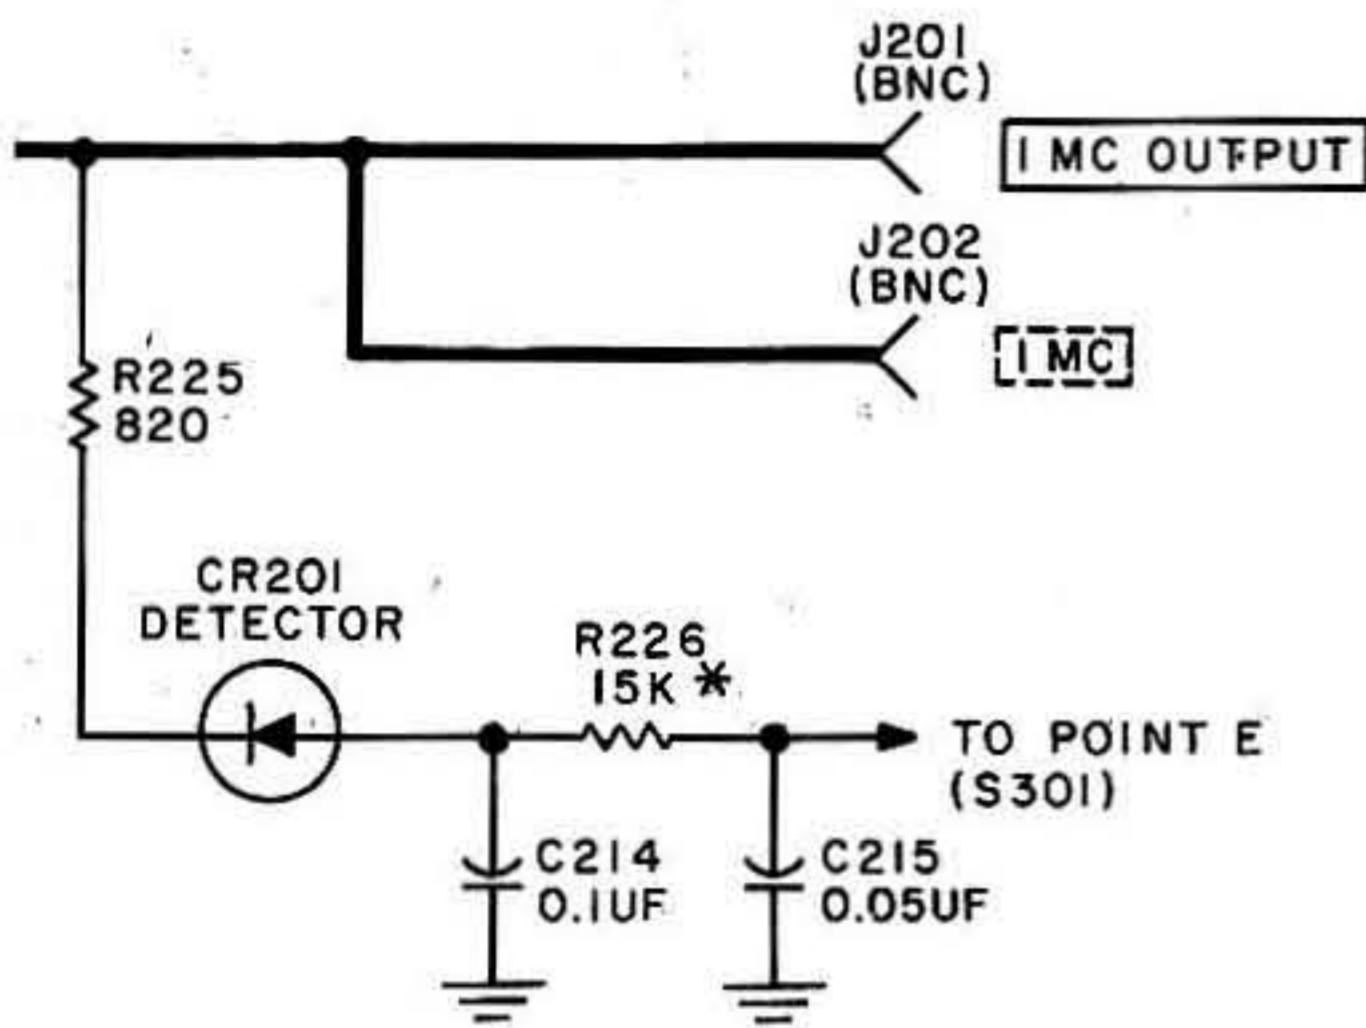 J201
(BNC)
1 MC OUTPUT
J202
(BNC)
1 MC
R225
820
CR201
DETECTOR
R226
15K *
TO POINT E
(S301)
C214
0.1UF
C215
0.05UF